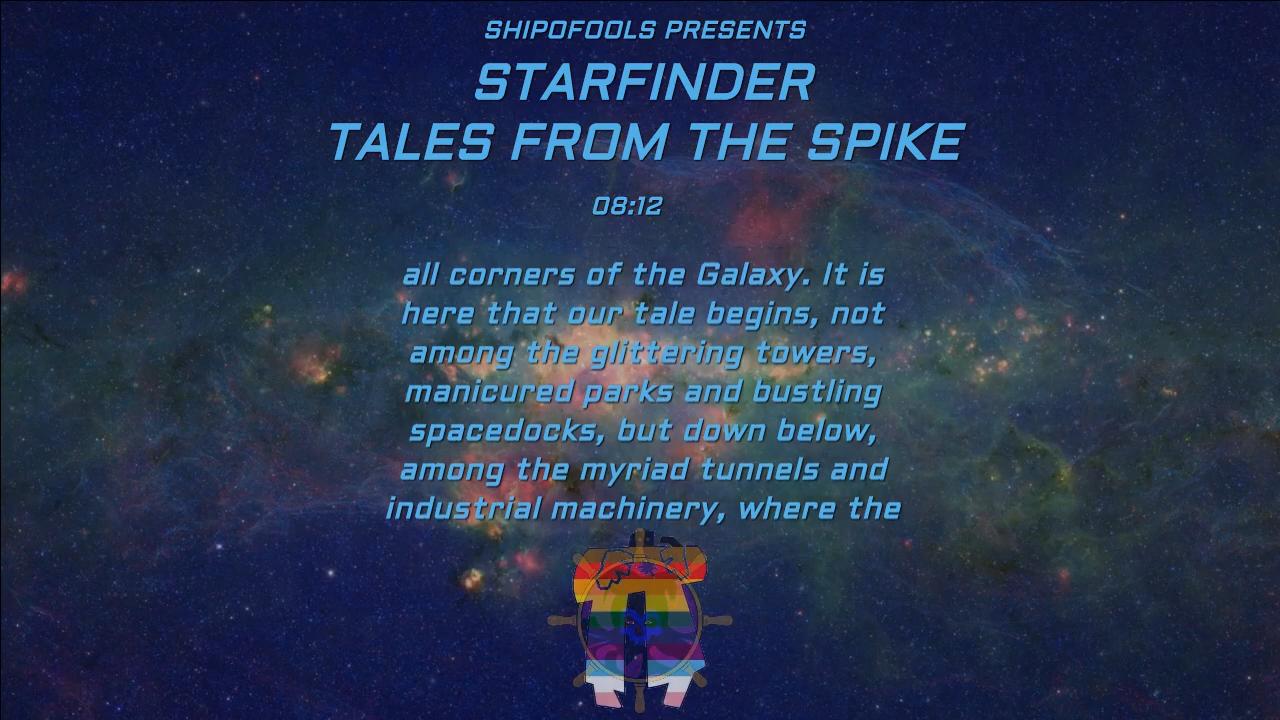 SHIPOFOOLS PRESENTS
STARFINDER
TALES FROM THE SPIKE
08:12
all corners of the Galaxy. It is
here that our tale begins, not
among the glittering towers,
manicured parks and bustling
spacedocks, but down below,
among the myriad tunnels and
industrial machinery, where the